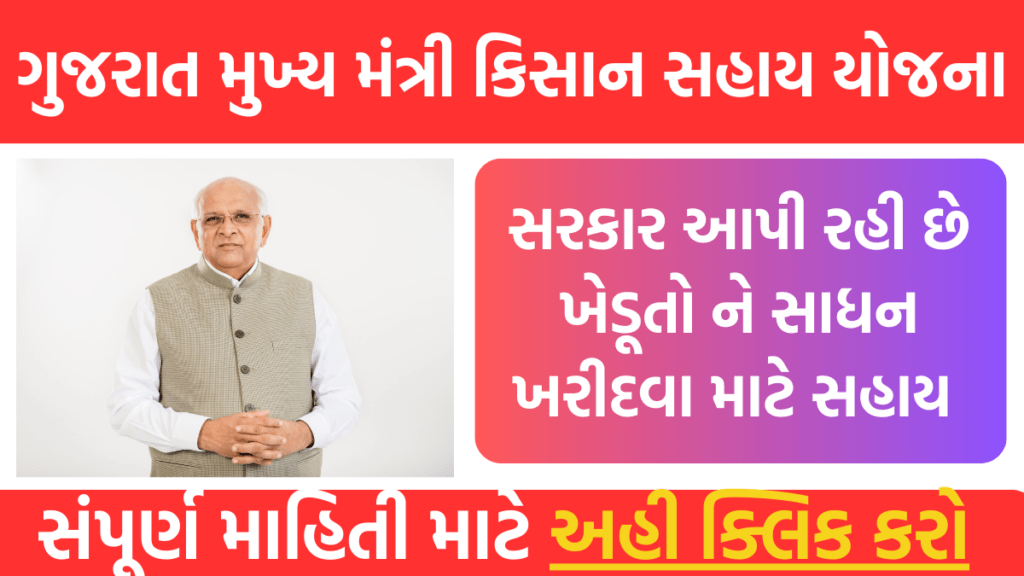 ગુજરાત મુખ્ય મંત્રી કિસાન સહાય યોજના
સરકાર આપી રહી છે
ખેડૂતો ને સાધન
ખરીદવા માટે સહાય
સંપૂર્ણ માહિતી માટે અહી ક્લિક કરો